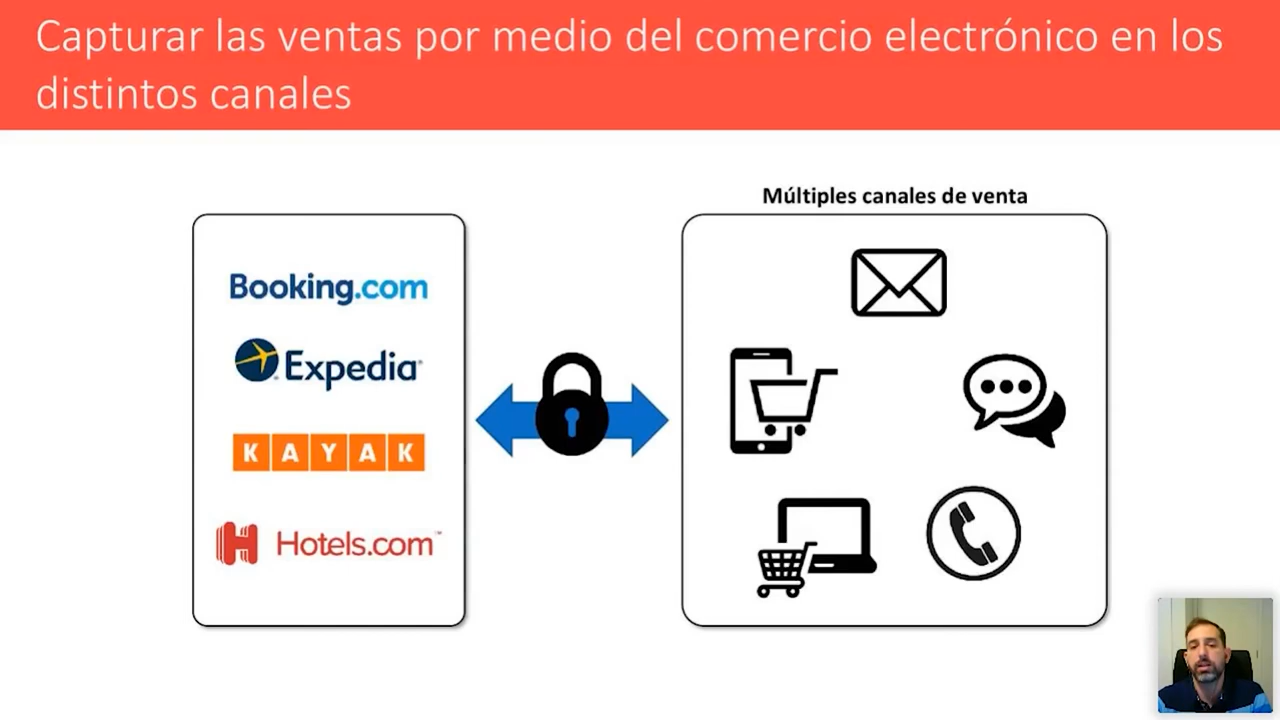 Capturar las ventas por medio del comercio electrónico en los
distintos canales
Múltiples canales de venta
Booking.com
Expedia
KAYAK
Hotels.com™